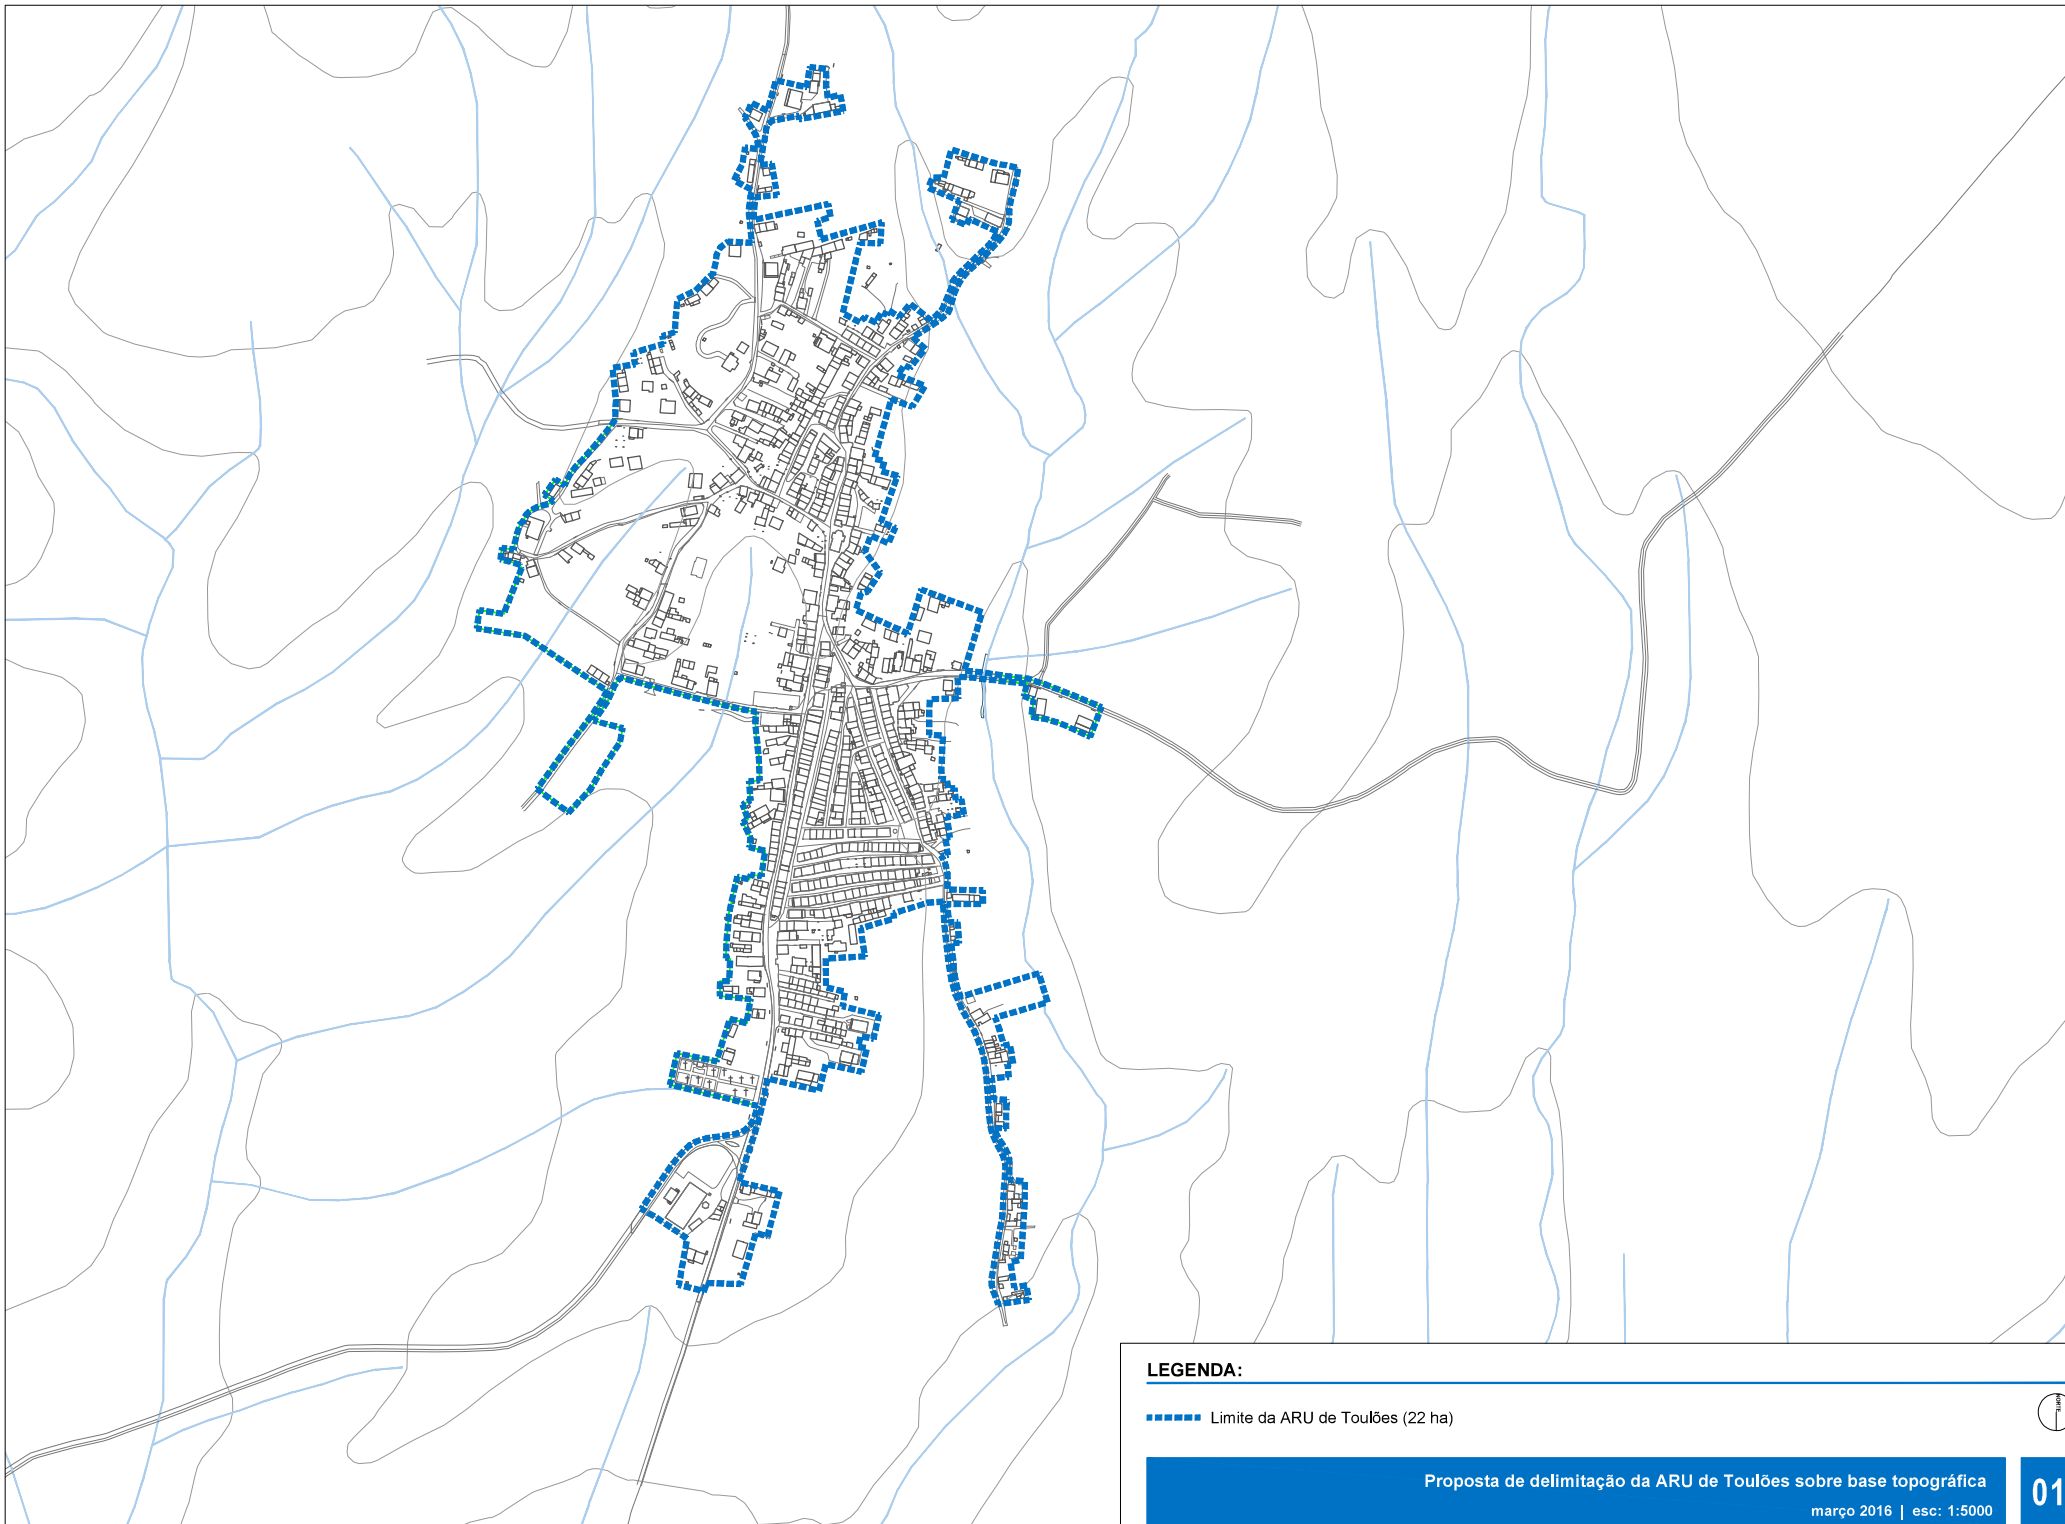 LEGENDA:
Limite da ARU de Toulões (22 ha)
NORTE
Proposta de delimitação da ARU de Toulões sobre base topográfica
março 2016 | esc: 1:5000
01